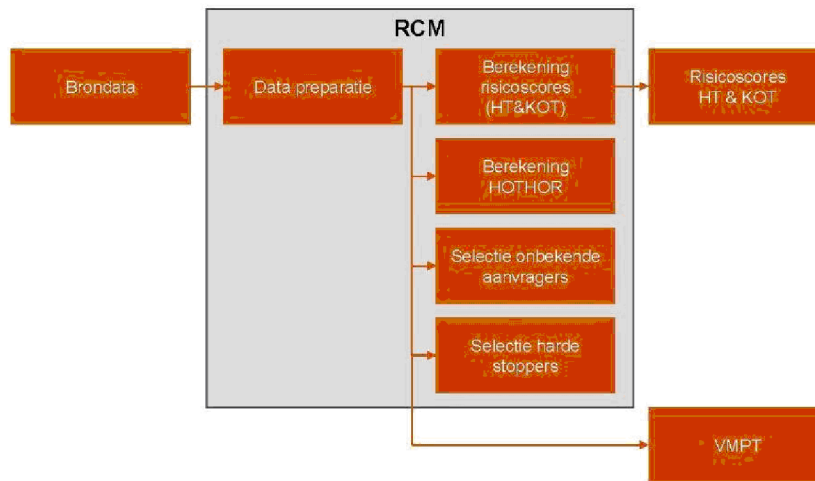 RCM
Brondata
Data preparatie
Berekening
risicoscores
(HT&KOT)
Risicoscores
HT & KOT
Berekening
HOTHOR
Selectie onbekende
aanvragers
Selectie harde
stoppers
VMPT